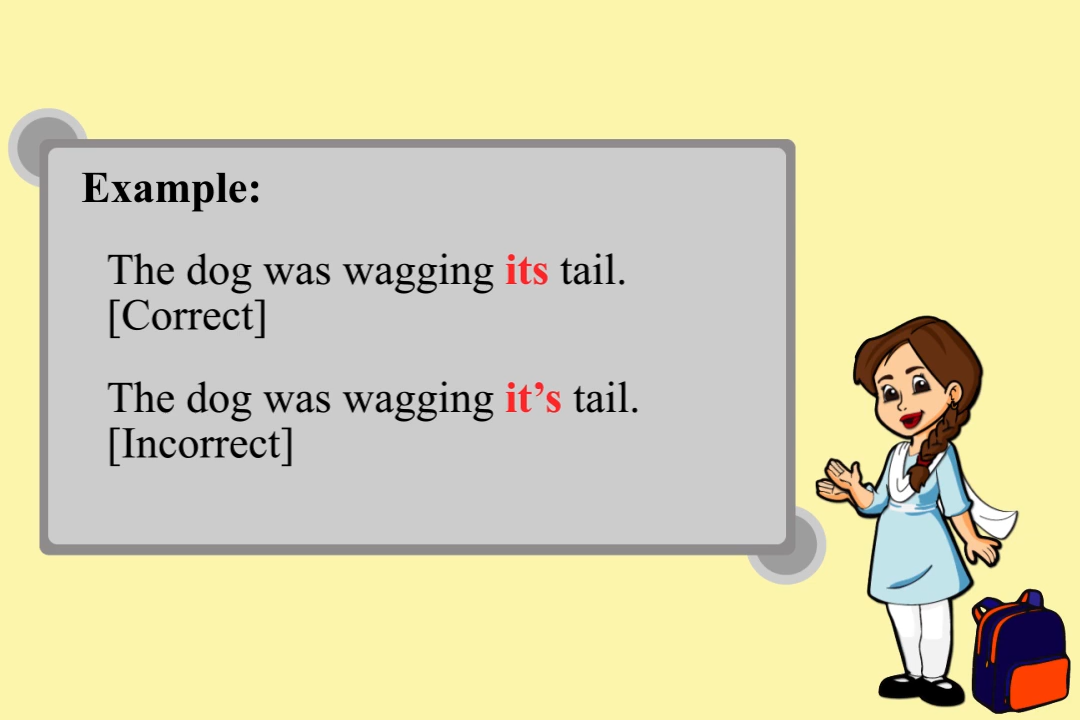 Example:
The dog was wagging its tail.
[Correct]
The dog was wagging it’s tail.
[Incorrect]